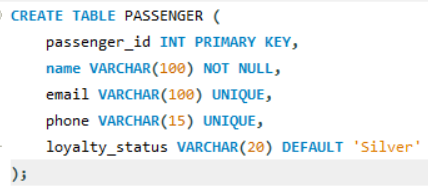 CREATE TABLE PASSENGER (
    passenger_id INT PRIMARY KEY,
    name VARCHAR(100) NOT NULL,
    email VARCHAR(100) UNIQUE,
    phone VARCHAR(15) UNIQUE,
    loyalty_status VARCHAR(20) DEFAULT 'Silver'
);